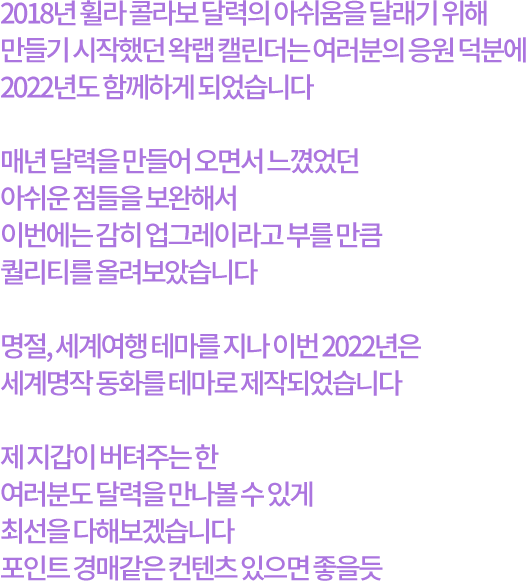 2018년 휠라 콜라보 달력의 아쉬움을 달래기 위해
만들기 시작했던 왁랩 캘린더는 여러분의 응원 덕분에
2022년도 함께하게 되었습니다
매년 달력을 만들어 오면서 느꼈었던
아쉬운 점들을 보완해서
이번에는 감히 업그레이라고 부를 만큼
퀄리티를 올려보았습니다
명절, 세계여행 테마를 지나 이번 2022년은
세계명작 동화를 테마로 제작되었습니다
제 지갑이 버텨주는 한
여러분도 달력을 만나볼 수 있게
최선을 다해보겠습니다
포인트 경매같은 컨텐츠 있으면 좋을듯